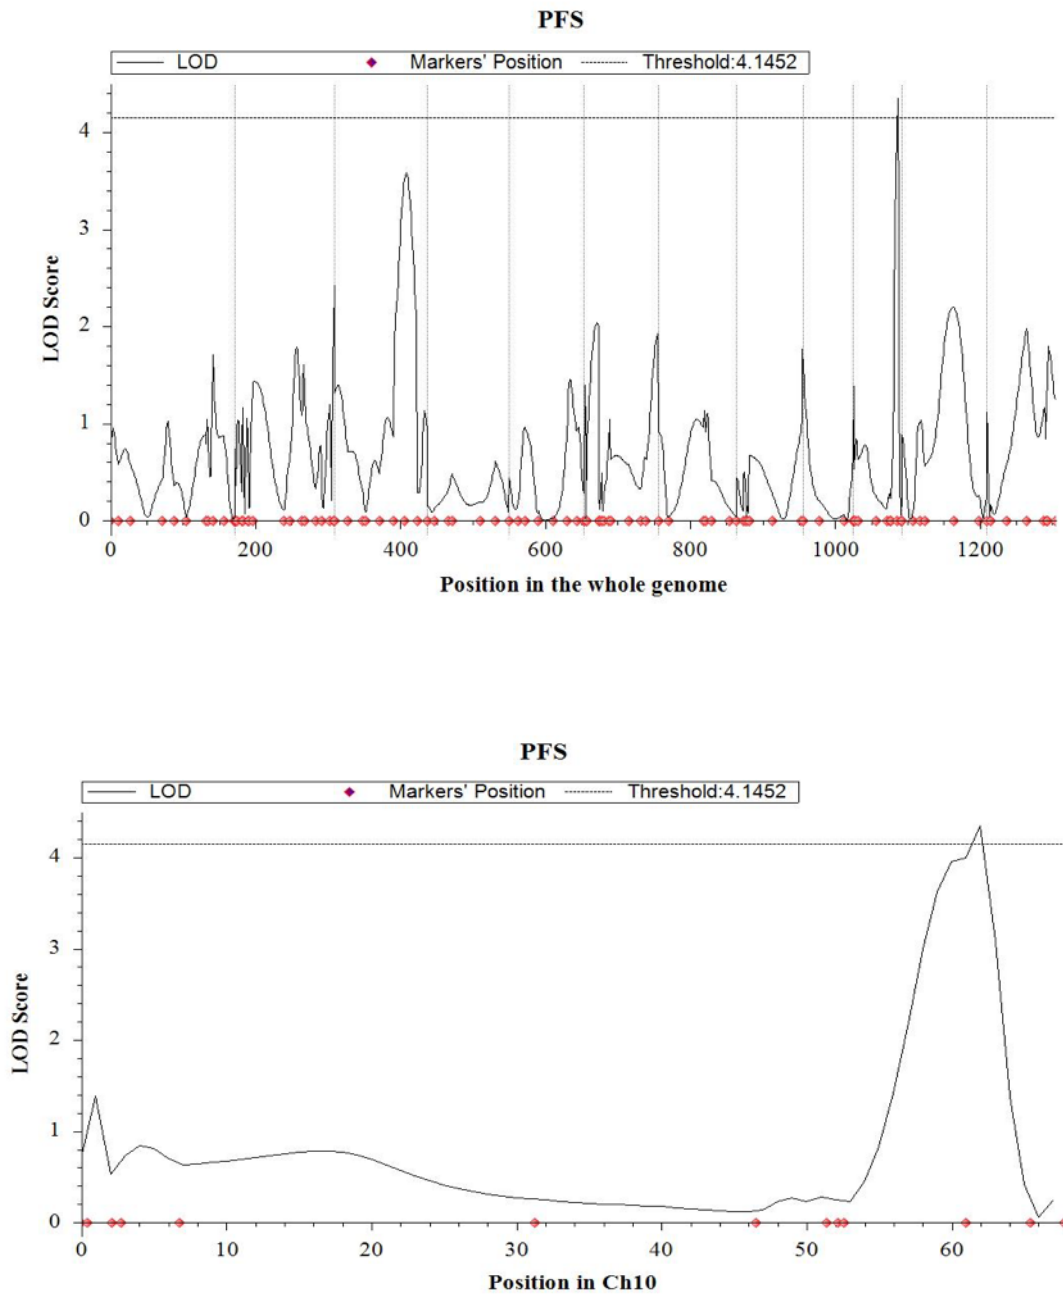 PFS
LOD Markers' Position Threshold:4.1452
4
3
2
1
0
LOD Score
0 200 400 600 800 1000 1200
Position in the whole genome
PFS
LOD Markers' Position Threshold:4.1452
4
3
2
1
0
LOD Score
0 10 20 30 40 50 60
Position in Ch10